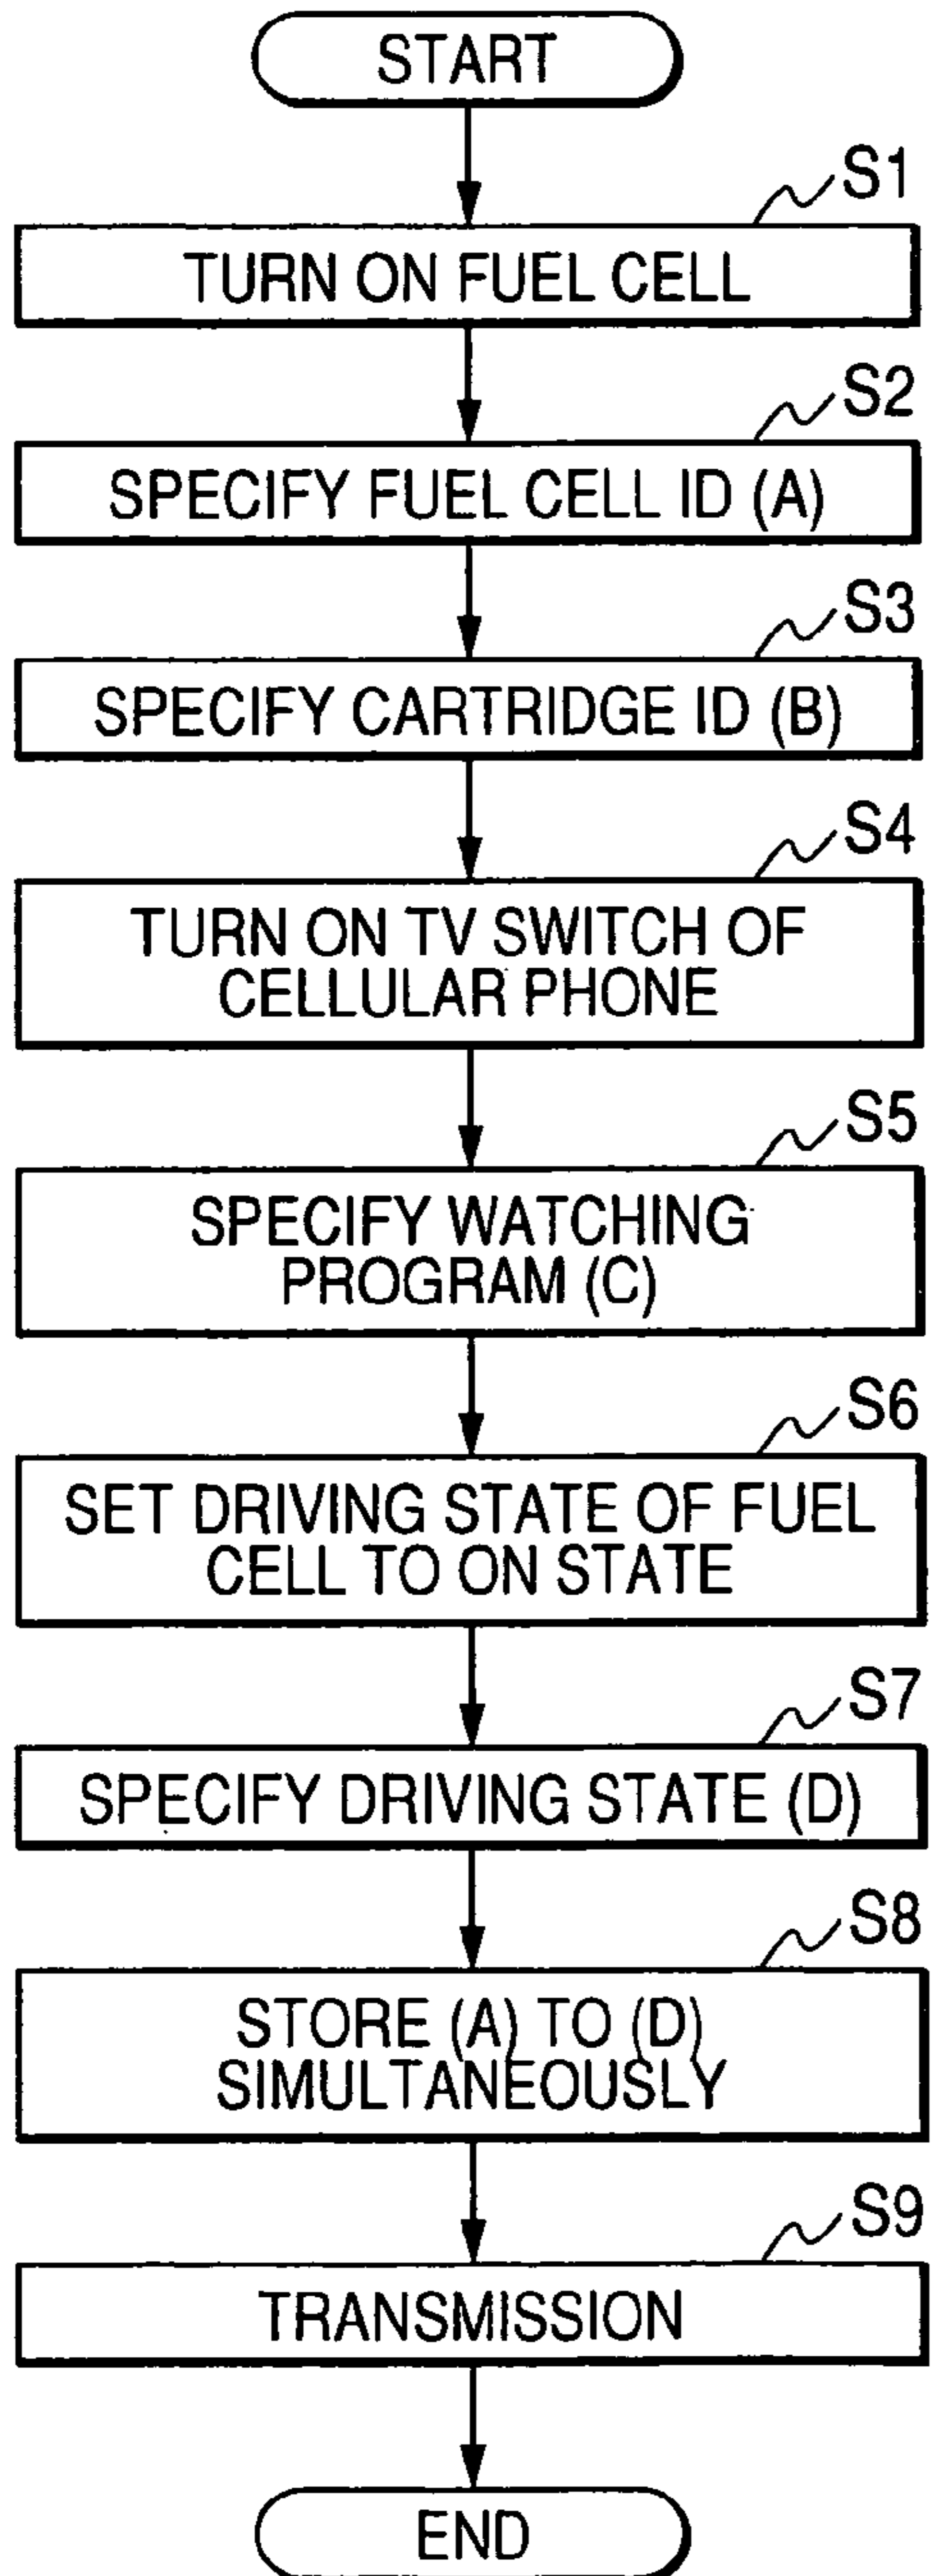 START
S1
TURN ON FUEL CELL
S2
SPECIFY FUEL CELL ID (A)
S3
SPECIFY CARTRIDGE ID (B)
S4
TURN ON TV SWITCH OF
CELLULAR PHONE
S5
SPECIFY WATCHING
PROGRAM (C)
S6
SET DRIVING STATE OF FUEL
CELL TO ON STATE
S7
SPECIFY DRIVING STATE (D)
S8
STORE (A) TO (D)
SIMULTANEOUSLY
S9
TRANSMISSION
END